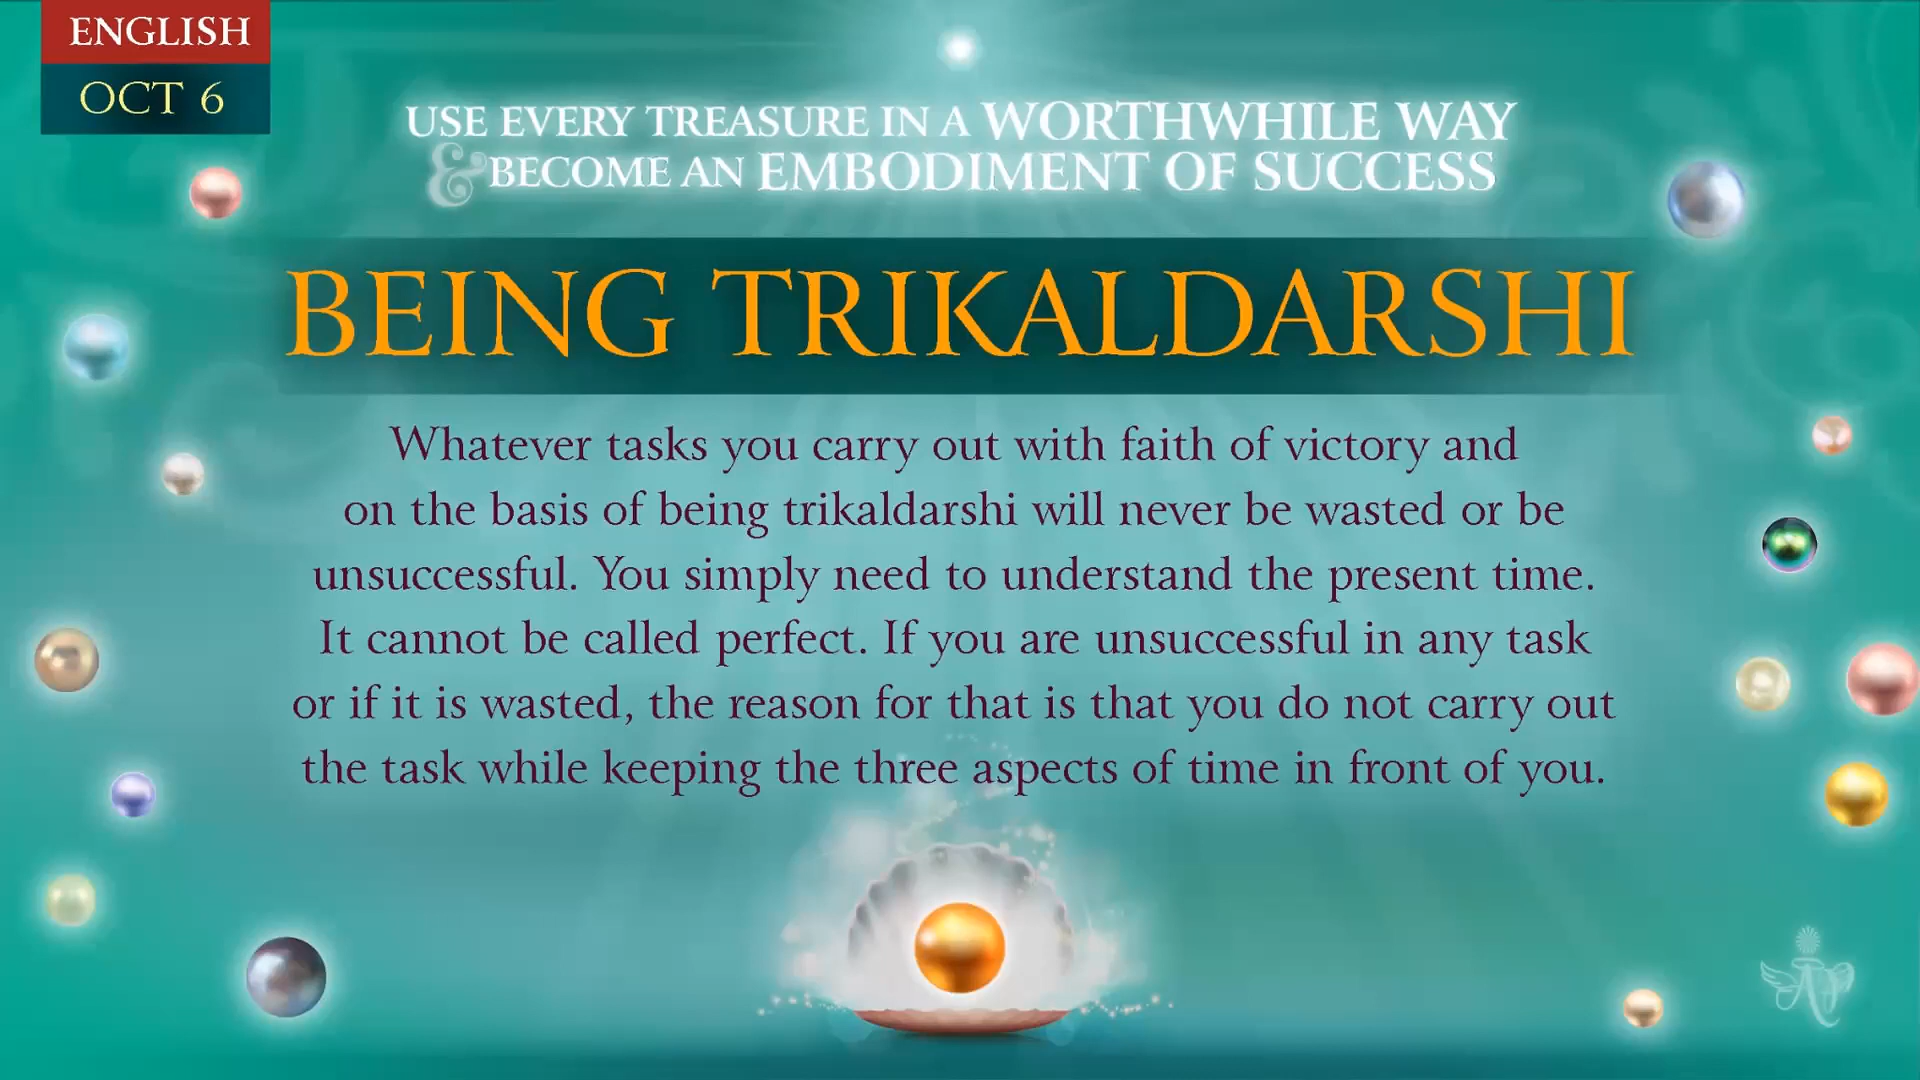 ENGLISH
OCT 6
USE EVERY TREASURE IN A WORTHWHILE WAY
& BECOME AN EMBODIMENT OF SUCCESS
BEING TRIKALDARSHI
Whatever tasks you carry out with faith of victory and
on the basis of being trikaldarshi will never be wasted or be
unsuccessful. You simply need to understand the present time.
It cannot be called perfect. If you are unsuccessful in any task
or if it is wasted, the reason for that is that you do not carry out
the task while keeping the three aspects of time in front of you.